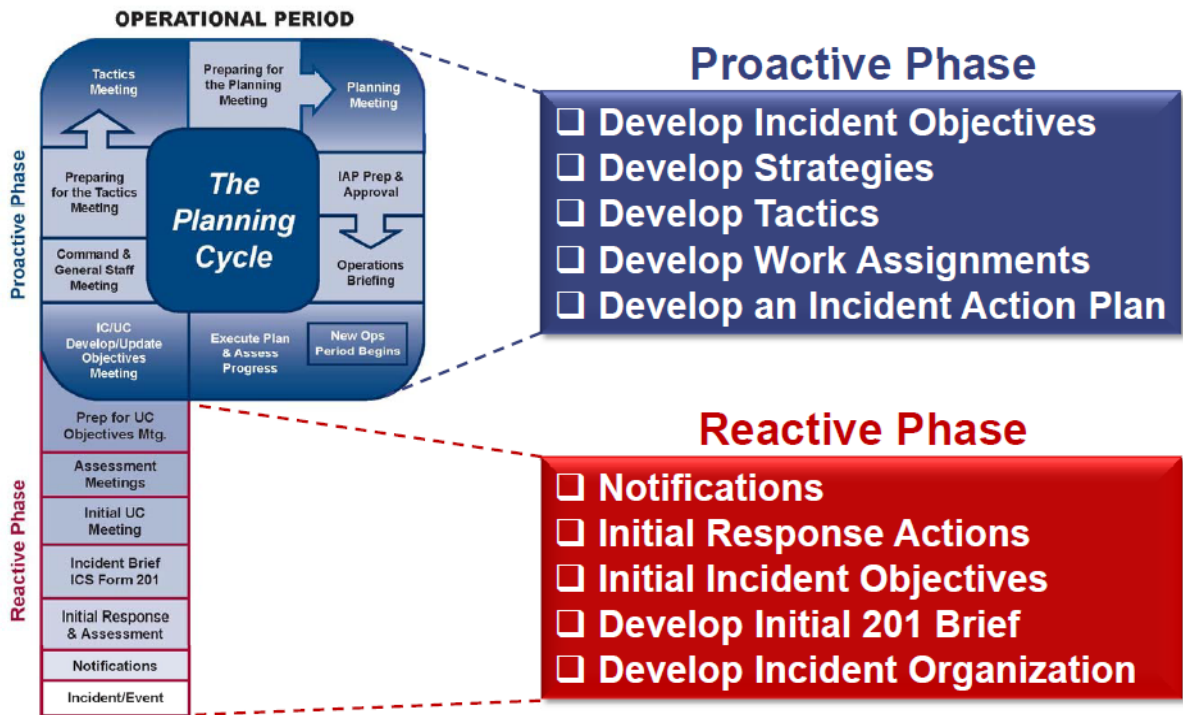 OPERATIONAL PERIOD
Tactics
Meeting
Preparing for
the Planning
Meeting
Planning
Meeting
Preparing
for the Tactics
Meeting
The
Planning
Cycle
IAP Prep &
Approval
Command &
General Staff
Meeting
Operations
Briefing
IC/UC
Develop/Update
Objectives
Meeting
Execute Plan
& Assess
Progress
New Ops
Period Begins
Proactive Phase
Prep for UC
Objectives Mtg.
Assessment
Meetings
Initial UC
Meeting
Incident Brief
ICS Form 201
Initial Response
& Assessment
Notifications
Incident/Event
Reactive Phase
Proactive Phase
❑ Develop Incident Objectives
❑ Develop Strategies
❑ Develop Tactics
❑ Develop Work Assignments
❑ Develop an Incident Action Plan
Reactive Phase
❑ Notifications
❑ Initial Response Actions
❑ Initial Incident Objectives
❑ Develop Initial 201 Brief
❑ Develop Incident Organization